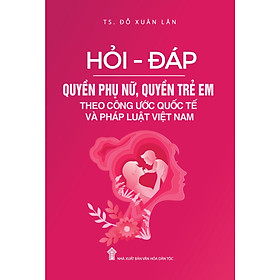 TS. ĐỖ XUÂN LÂN
HỎI - ĐÁP
QUYỀN PHỤ NỮ, QUYỀN TRẺ EM
THEO CÔNG ƯỚC QUỐC TẾ
VÀ PHÁP LUẬT VIỆT NAM
NHÀ XUẤT BẢN VĂN HÓA DÂN TỘC